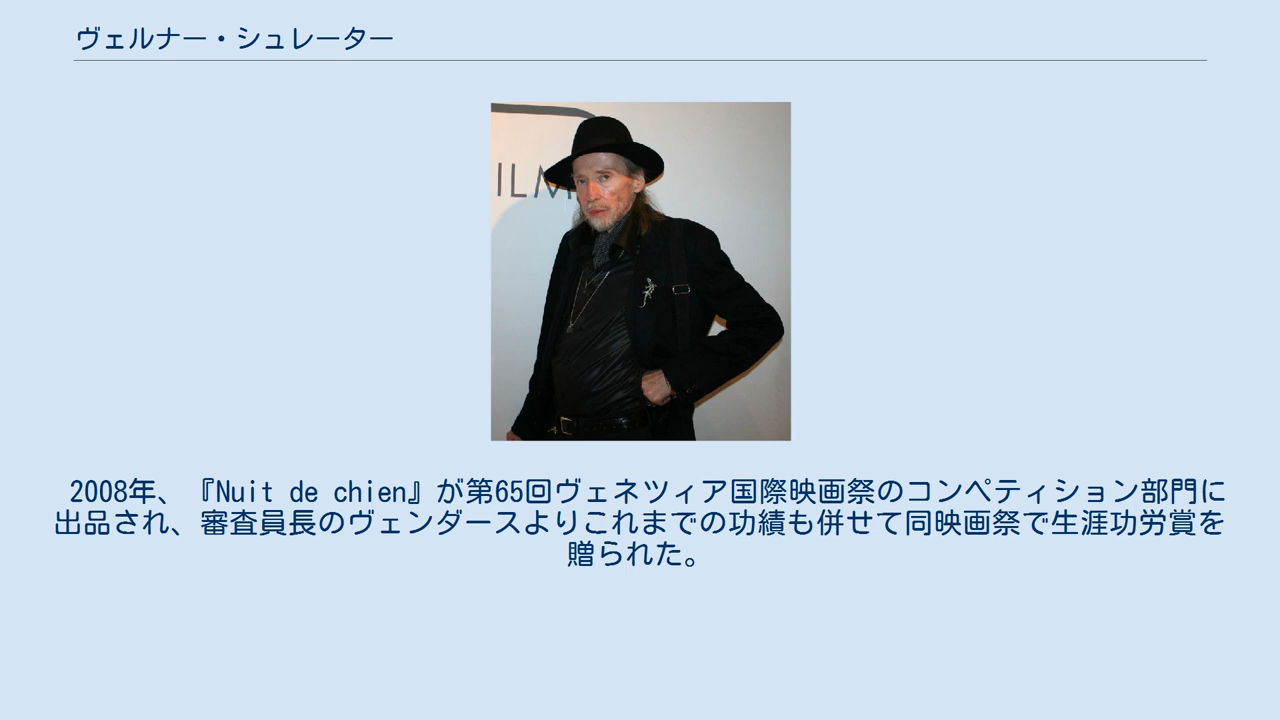 ヴェルナー・シュレーター
ILM
2008年、『Nuit de chien』が第65回ヴェネツィア国際映画祭のコンペティション部門に
出品され、審査員長のヴェンダースよりこれまでの功績も併せて同映画祭で生涯功労賞を
贈られた。